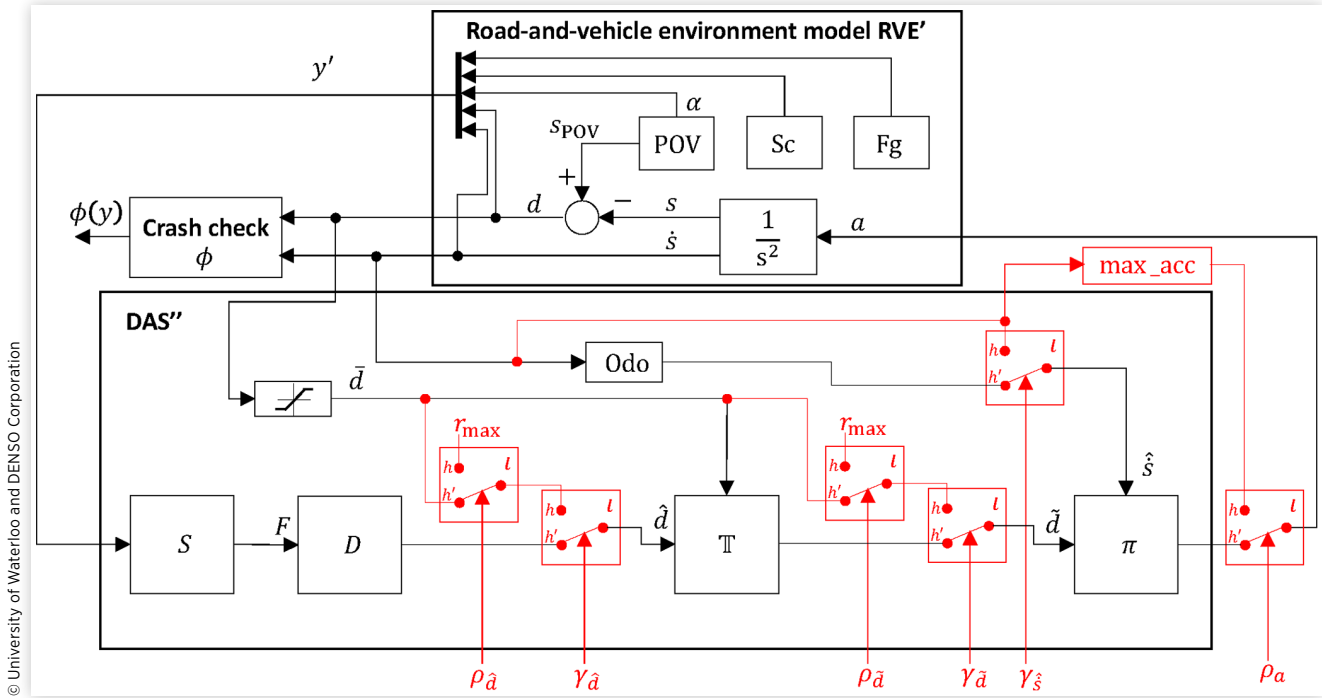 Road-and-vehicle environment model RVE’
y′
α
s_POV
POV
Sc
Fg
+
−
d
s
ṡ
1
s²
a
ϕ(y)
Crash check
ϕ
max_acc
DAS’’
h
l
h′
Odo
d̄
r_max
h
l
h′
r_max
h
l
h′
ŝ
h
l
h′
h
l
h′
h
l
h′
S
F
D
d̂
𝕋
d̃
π
ρ_d̂
γ_d̂
ρ_d̃
γ_d̃
γ_ŝ
ρ_a
© University of Waterloo and DENSO Corporation